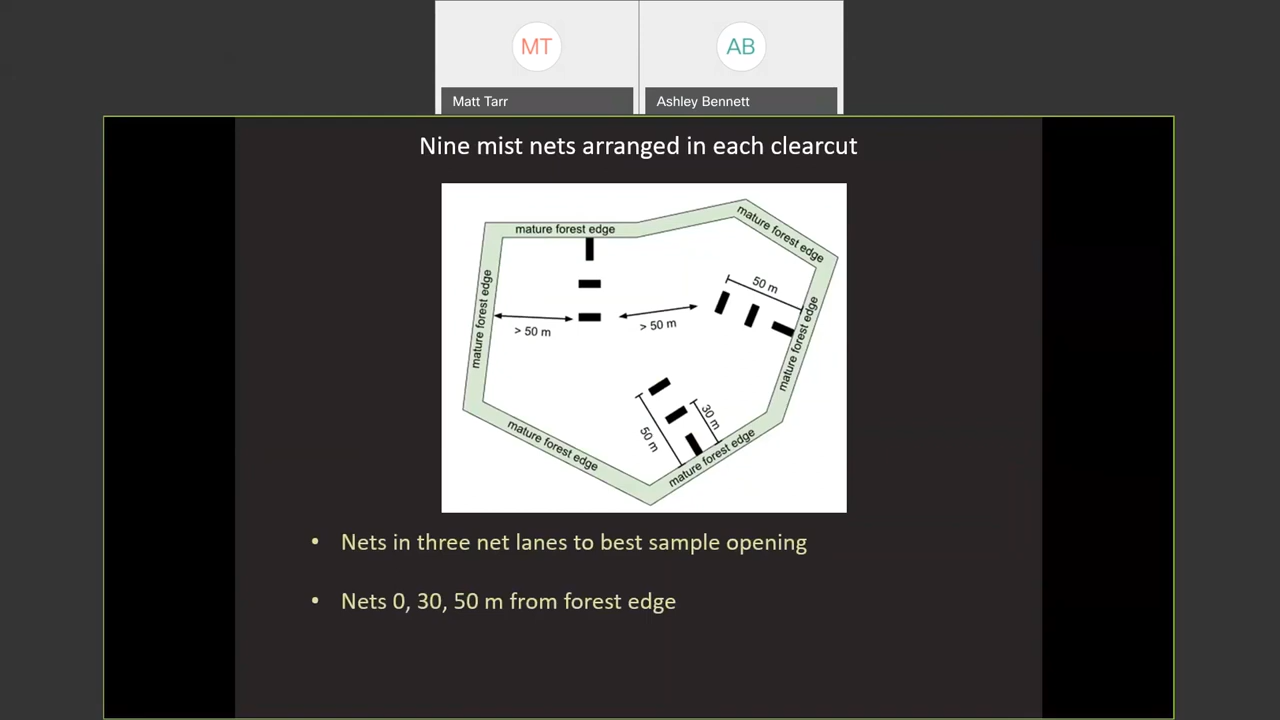 MT
AB
Matt Tarr
Ashley Bennett
Nine mist nets arranged in each clearcut
mature forest edge
mature forest edge
mature forest edge
50 m
> 50 m
> 50 m
mature forest edge
30 m
50 m
mature forest edge
mature forest edge
• Nets in three net lanes to best sample opening
• Nets 0, 30, 50 m from forest edge